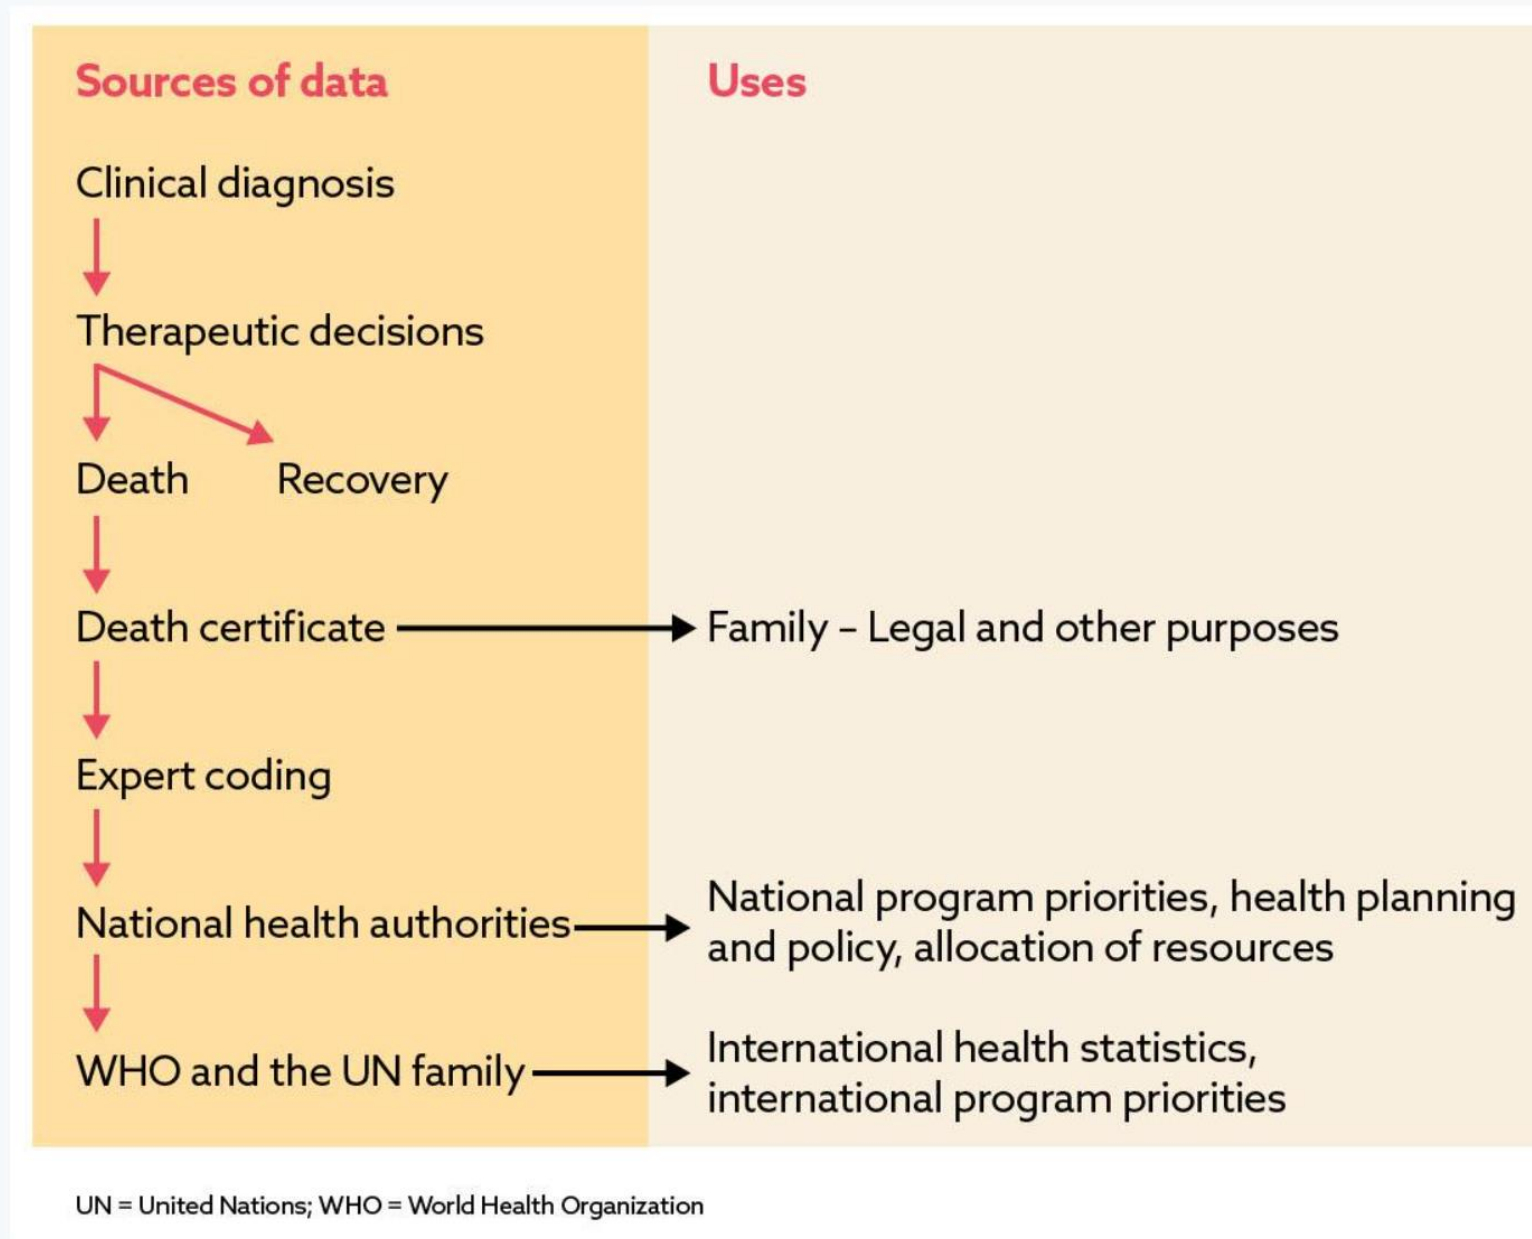 Sources of data
Uses
Clinical diagnosis
Therapeutic decisions
Death
Recovery
Death certificate
Family – Legal and other purposes
Expert coding
National health authorities
National program priorities, health planning
and policy, allocation of resources
WHO and the UN family
International health statistics,
international program priorities
UN = United Nations; WHO = World Health Organization